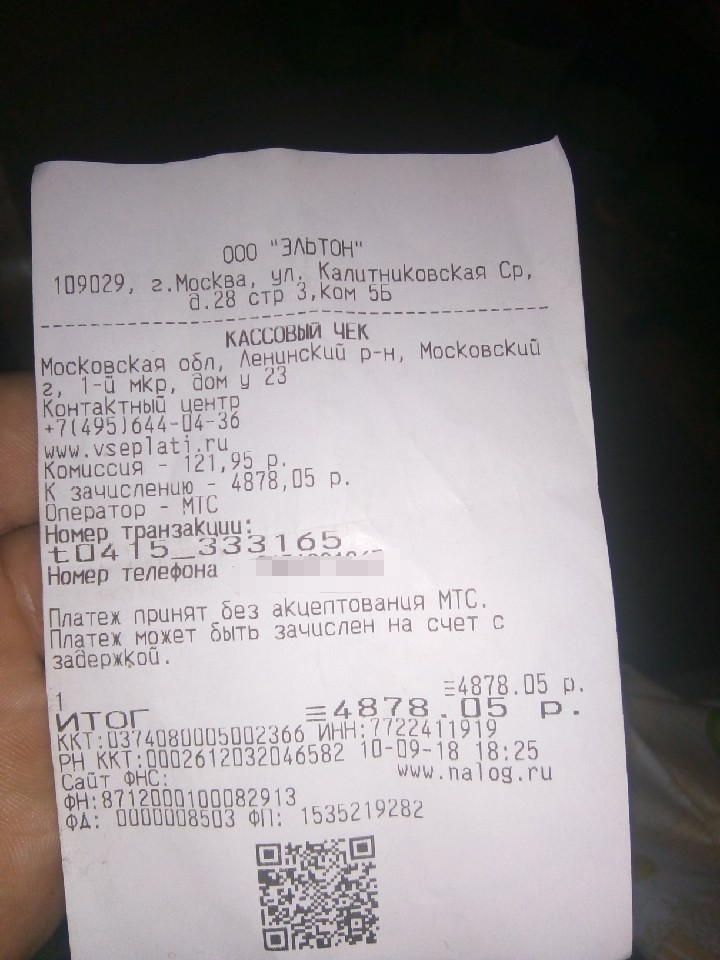 ООО "ЭЛЬТОН"
109029, г.Москва, ул. Калитниковская Ср,
д.28 стр 3,Ком 5Б
КАССОВЫЙ ЧЕК
Московская обл, Ленинский р-н, Московский
г, 1-й мкр, дом у 23
Контактный центр
+7(495)644-04-36
www.vseplati.ru
Комиссия - 121,95 р.
К зачислению - 4878,05 р.
Оператор - МТС
Номер транзакции:
t0415_333165
Номер телефона
Платеж принят без акцептования МТС.
Платеж может быть зачислен на счет с
задержкой.
≡4878.05 р.
1
ИТОГ ≡4878.05 р.
ККТ:0374080005002366 ИНН:7722411919
РН ККТ:0002612032046582 10-09-18 18:25
Сайт ФНС: www.nalog.ru
ФН:8712000100082913
ФД: 0000008503 ФП: 1535219282